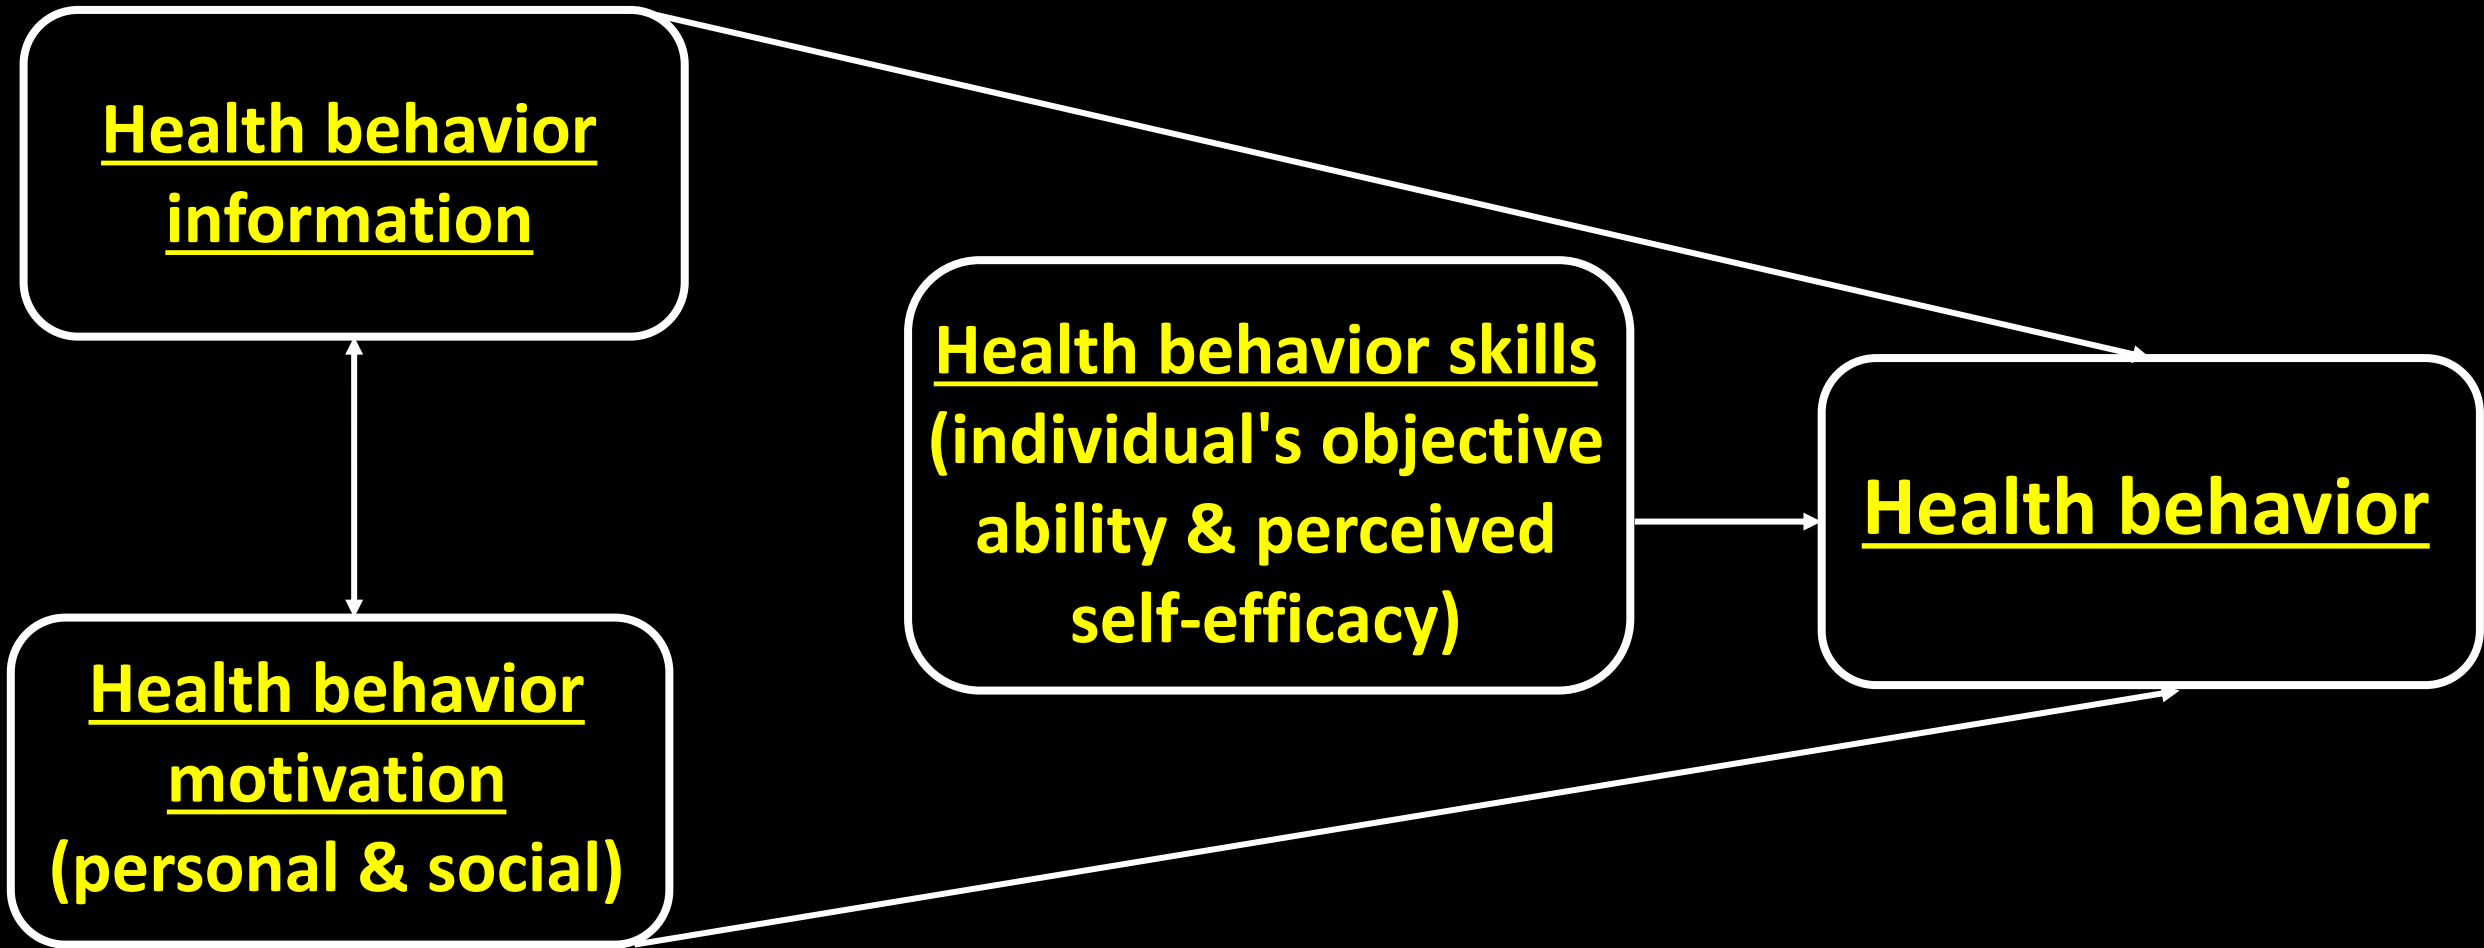 Health behavior
information
Health behavior skills
(individual's objective
ability & perceived
self-efficacy)
Health behavior
Health behavior
motivation
(personal & social)